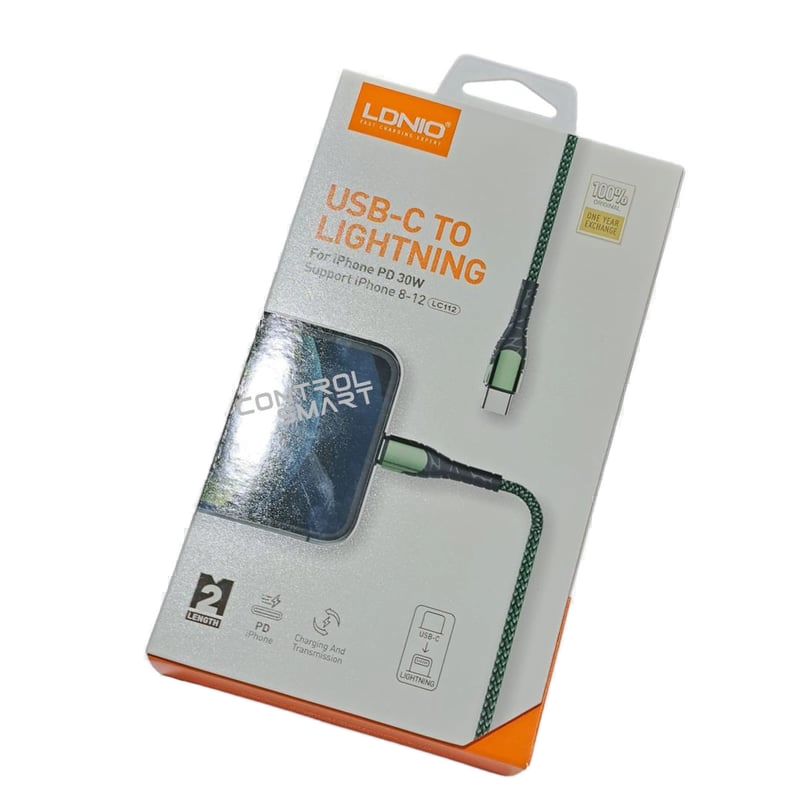 LDNIO®
FAST CHARGING EXPERT
100%
ORIGINAL
ONE YEAR
EXCHANGE
USB-C TO
LIGHTNING
For iPhone PD 30W
Support iPhone 8-12 LC112
CONTROL
SMART
M
2
LENGTH
PD
iPhone
Charging And
Transmission
USB-C
LIGHTNING